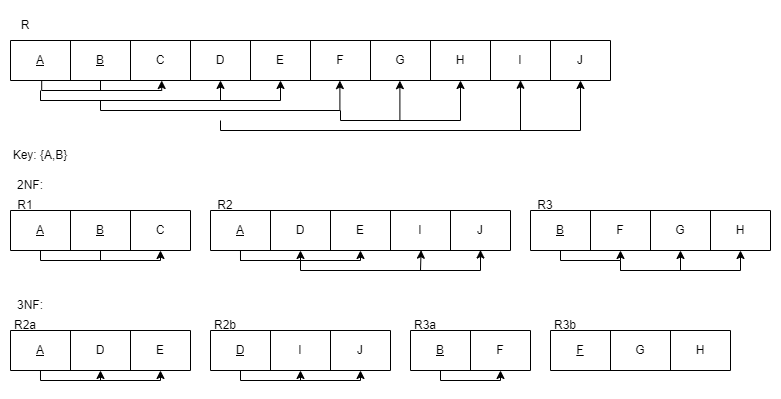 R
A B C D E F G H I J
Key: {A,B}
2NF:
R1 R2 R3
A B C A D E I J B F G H
3NF:
R2a R2b R3a R3b
A D E D I J B F F G H